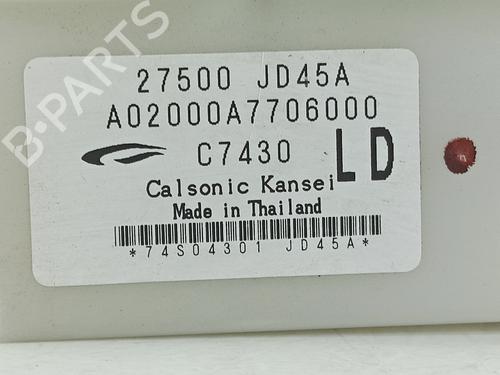 27500 JD45A
A02000A7706000
C7430
LD
Calsonic Kansei
Made in Thailand
*74S04301 JD45A*
B-PARTS